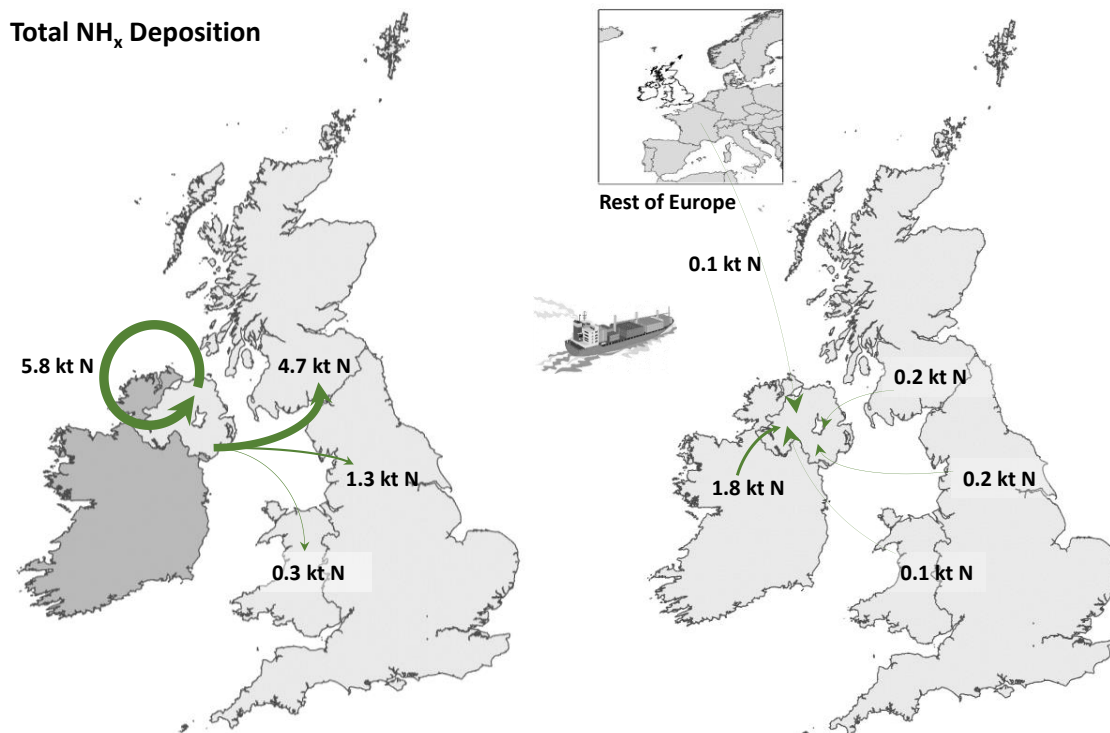 Total NHx Deposition
5.8 kt N
4.7 kt N
1.3 kt N
0.3 kt N
Rest of Europe
0.1 kt N
0.2 kt N
1.8 kt N
0.2 kt N
0.1 kt N